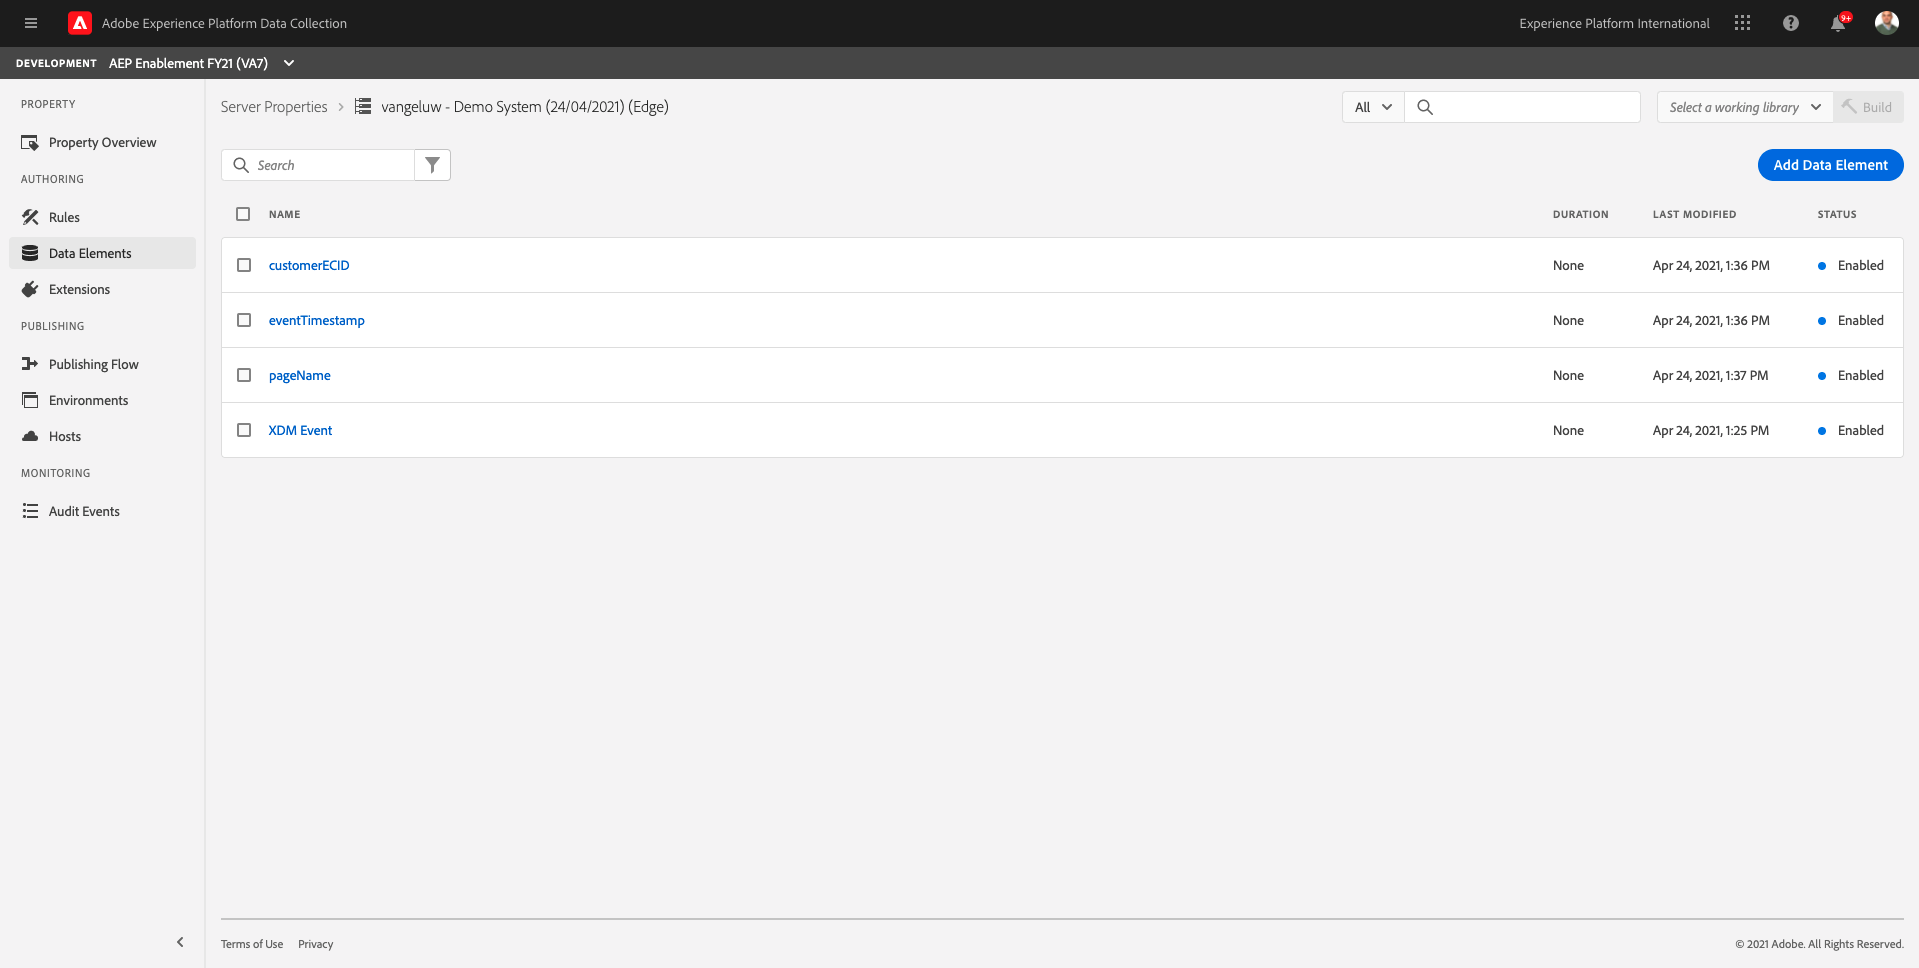 Adobe Experience Platform Data Collection
Experience Platform International
9+
DEVELOPMENT AEP Enablement FY21 (VA7)
PROPERTY
Property Overview
AUTHORING
Rules
Data Elements
Extensions
PUBLISHING
Publishing Flow
Environments
Hosts
MONITORING
Audit Events
Server Properties > vangeluw - Demo System (24/04/2021) (Edge)
All
Select a working library
Build
Search
Add Data Element
NAME DURATION LAST MODIFIED STATUS
customerECID None Apr 24, 2021, 1:36 PM Enabled
eventTimestamp None Apr 24, 2021, 1:36 PM Enabled
pageName None Apr 24, 2021, 1:37 PM Enabled
XDM Event None Apr 24, 2021, 1:25 PM Enabled
Terms of Use Privacy
© 2021 Adobe. All Rights Reserved.